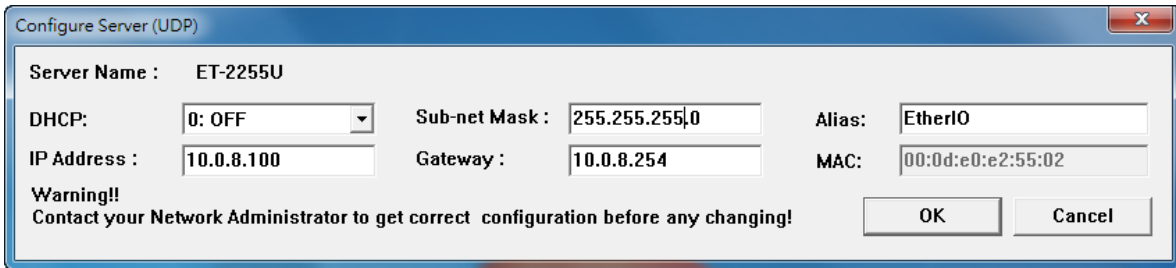 Configure Server (UDP)
Server Name : ET-2255U
DHCP: 0: OFF Sub-net Mask : 255.255.255.0 Alias: EtherIO
IP Address : 10.0.8.100 Gateway : 10.0.8.254 MAC: 00:0d:e0:e2:55:02
Warning!!
Contact your Network Administrator to get correct configuration before any changing!
OK Cancel